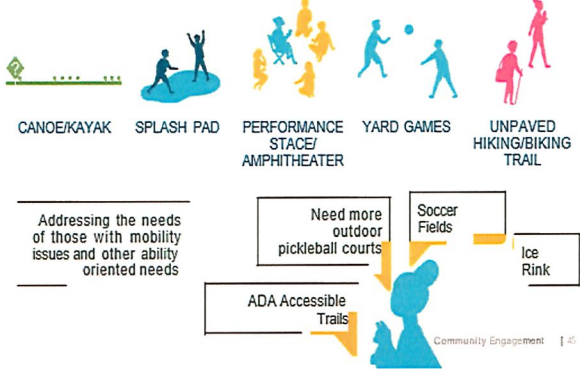 ?
CANOE/KAYAK
SPLASH PAD
PERFORMANCE
STACE/
AMPHITHEATER
YARD GAMES
UNPAVED
HIKING/BIKING
TRAIL
Addressing the needs
of those with mobility
issues and other ability
oriented needs
Need more
outdoor
pickleball courts
Soccer
Fields
Ice
Rink
ADA Accessible
Trails
Community Engagement | 45